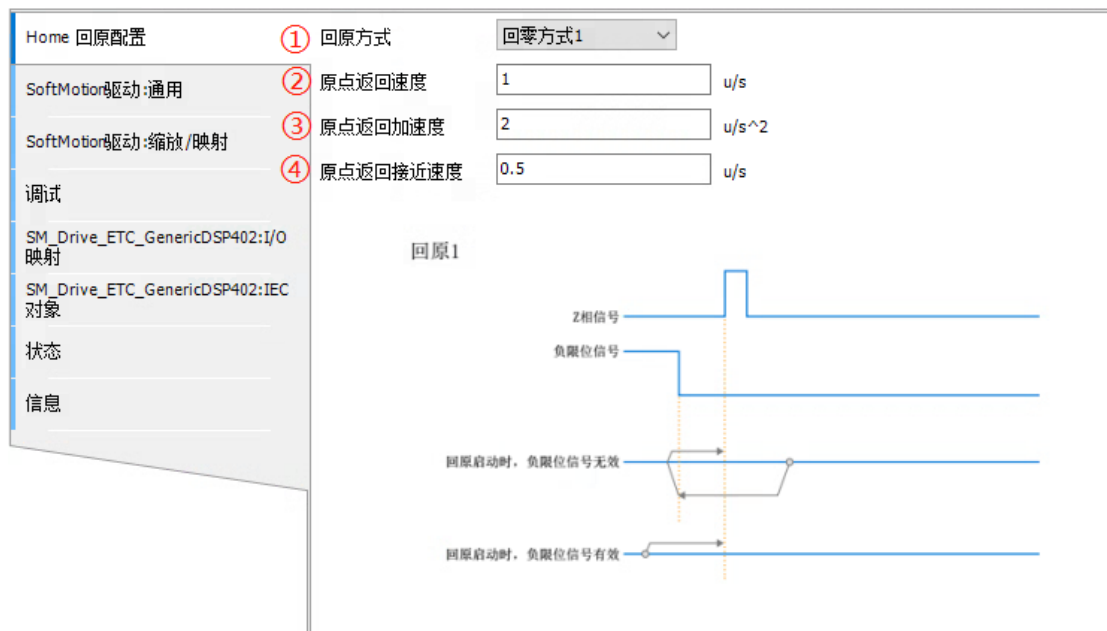 Home 回原配置
SoftMotion驱动:通用
SoftMotion驱动:缩放/映射
调试
SM_Drive_ETC_GenericDSP402:I/O
映射
SM_Drive_ETC_GenericDSP402:IEC
对象
状态
信息
① 回原方式 回零方式1
② 原点返回速度 1 u/s
③ 原点返回加速度 2 u/s^2
④ 原点返回接近速度 0.5 u/s
回原1
Z相信号
负限位信号
回原启动时，负限位信号无效
回原启动时，负限位信号有效